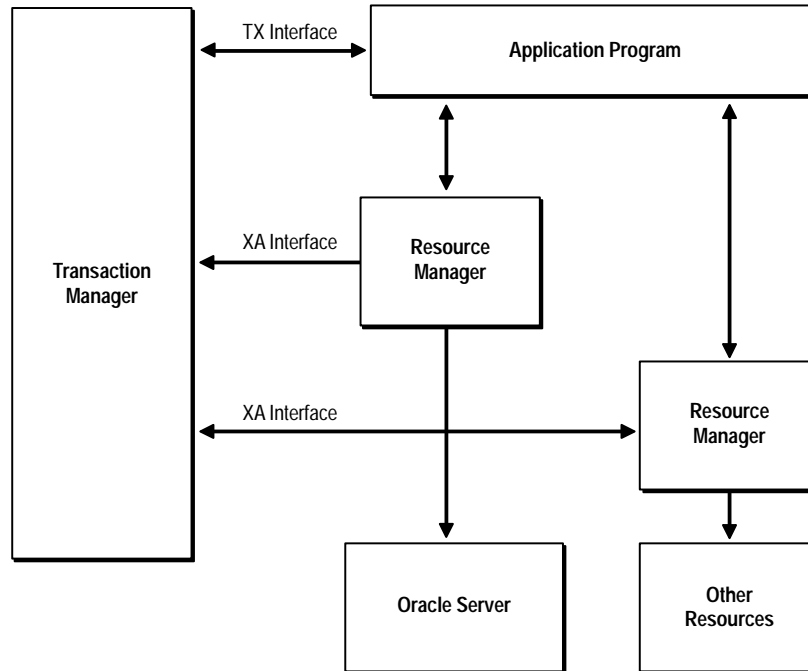 TX Interface
Application Program
XA Interface
Resource
Manager
Transaction
Manager
XA Interface
Resource
Manager
Oracle Server
Other
Resources